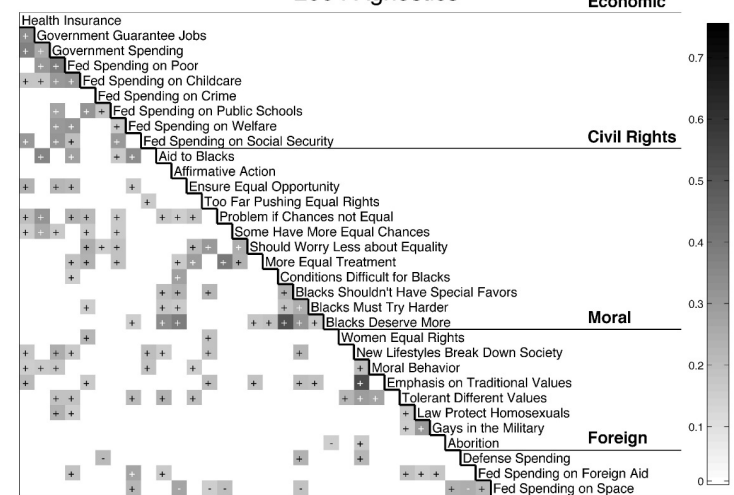 Economic
Health Insurance
Government Guarantee Jobs
Government Spending
Fed Spending on Poor
Fed Spending on Childcare
Fed Spending on Crime
Fed Spending on Public Schools
Fed Spending on Welfare
Fed Spending on Social Security
Civil Rights
Aid to Blacks
Affirmative Action
Ensure Equal Opportunity
Too Far Pushing Equal Rights
Problem if Chances not Equal
Some Have More Equal Chances
Should Worry Less about Equality
More Equal Treatment
Conditions Difficult for Blacks
Blacks Shouldn't Have Special Favors
Blacks Must Try Harder
Blacks Deserve More
Moral
Women Equal Rights
New Lifestyles Break Down Society
Moral Behavior
Emphasis on Traditional Values
Tolerant Different Values
Law Protect Homosexuals
Gays in the Military
Aborition
Foreign
Defense Spending
Fed Spending on Foreign Aid
Fed Spending on Space
0.7
0.6
0.5
0.4
0.3
0.2
0.1
0